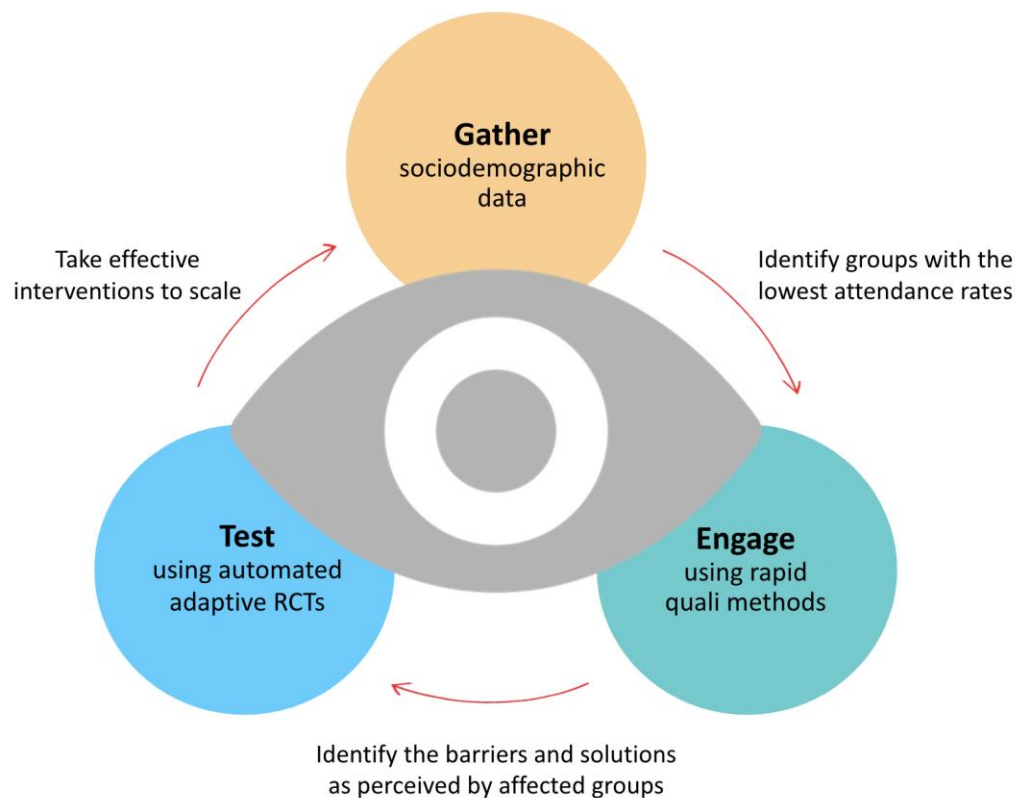 Gather
sociodemographic
data
Identify groups with the
lowest attendance rates
Engage
using rapid
quali methods
Identify the barriers and solutions
as perceived by affected groups
Test
using automated
adaptive RCTs
Take effective
interventions to scale